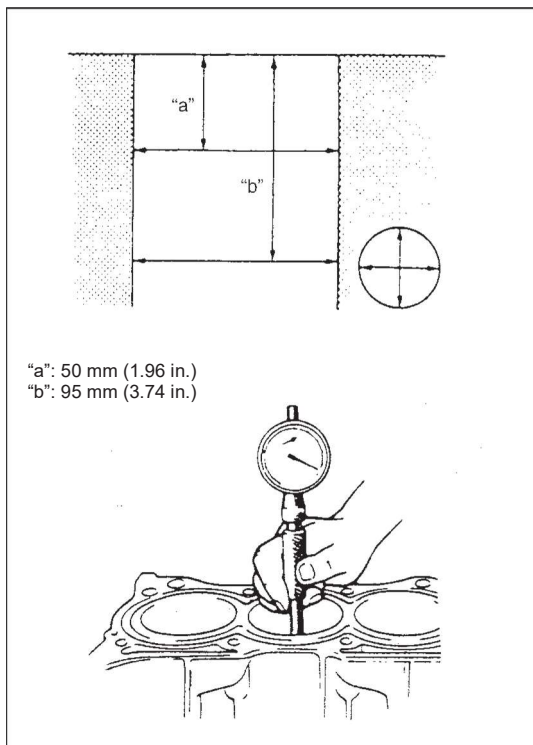 “a”
“b”
“a”: 50 mm (1.96 in.)
“b”: 95 mm (3.74 in.)